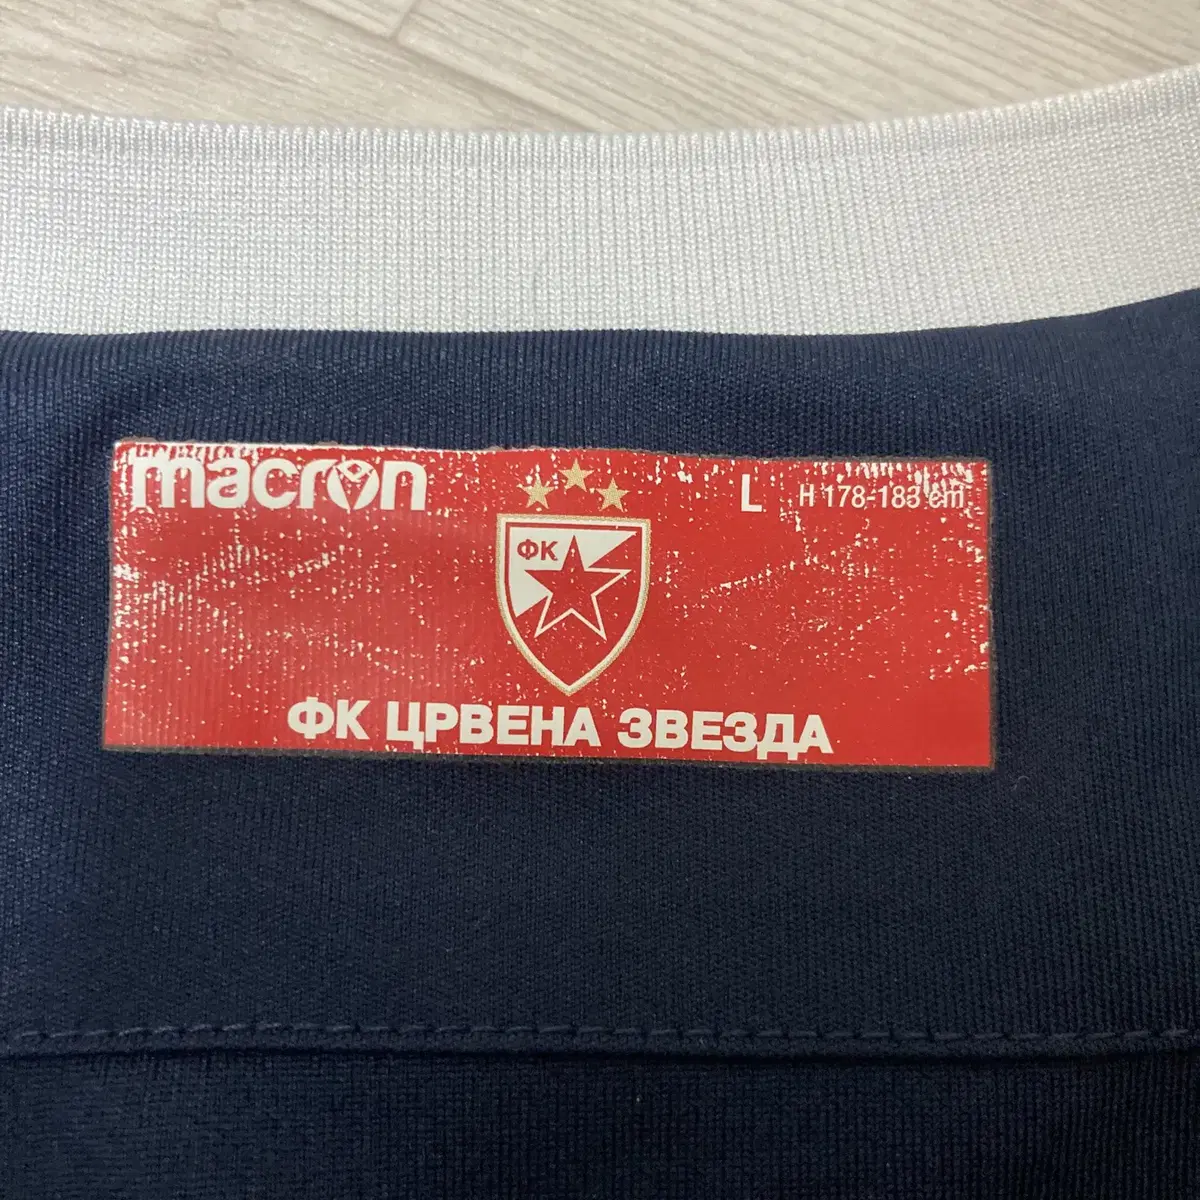 macron
L H 178-183 cm
ФК
ФК ЦРВЕНА ЗВЕЗДА